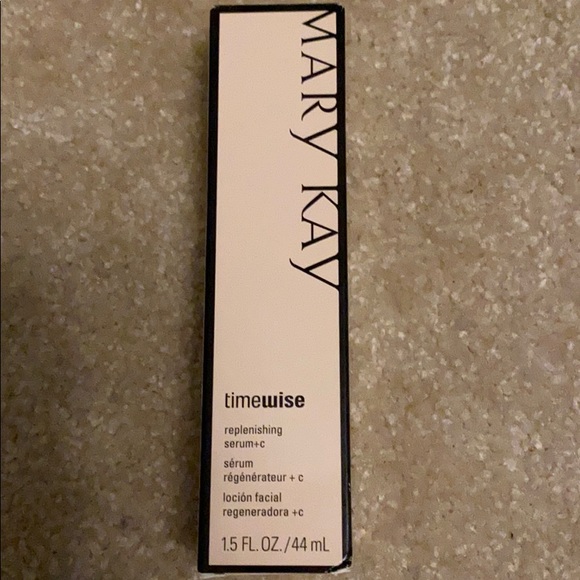 MARY KAY
timewise
replenishing
serum+c
sérum
régénérateur + c
loción facial
regeneradora +c
1.5 FL. OZ./44 mL